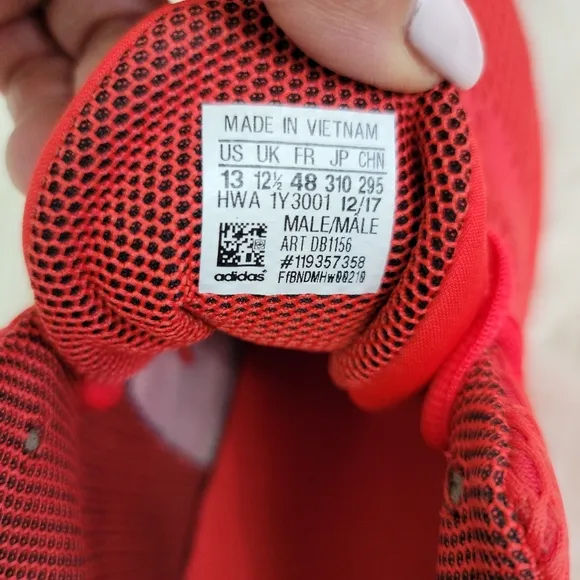 MADE IN VIETNAM
US UK FR JP CHN
13 12½ 48 310 295
HWA 1Y3001 12/17
MALE/MÁLE
ART DB1156
#119357358
adidas